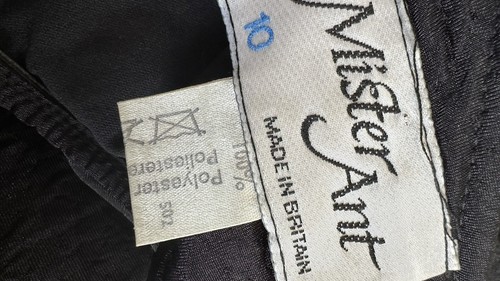 10
Mister
Ant
MADE IN BRITAIN
100%
Polyester
Poliestere
502